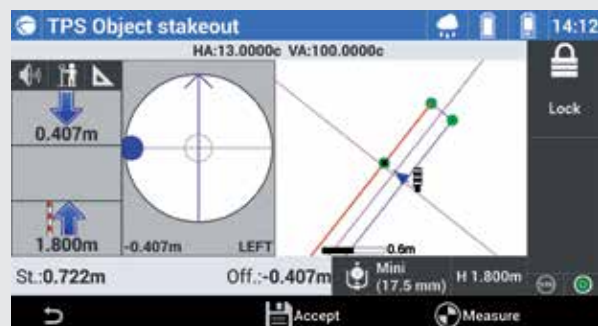 TPS Object stakeout 14:12
HA:13.0000c VA:100.0000c
Lock
0.407m
1.800m
-0.407m LEFT
0.6m
St.:0.722m Off.:-0.407m
Mini
(17.5 mm)
H 1.800m
Accept
Measure